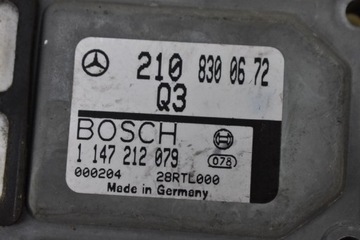 210 830 06 72
Q3
BOSCH
1 147 212 079
078
000204 28RTL000
Made in Germany